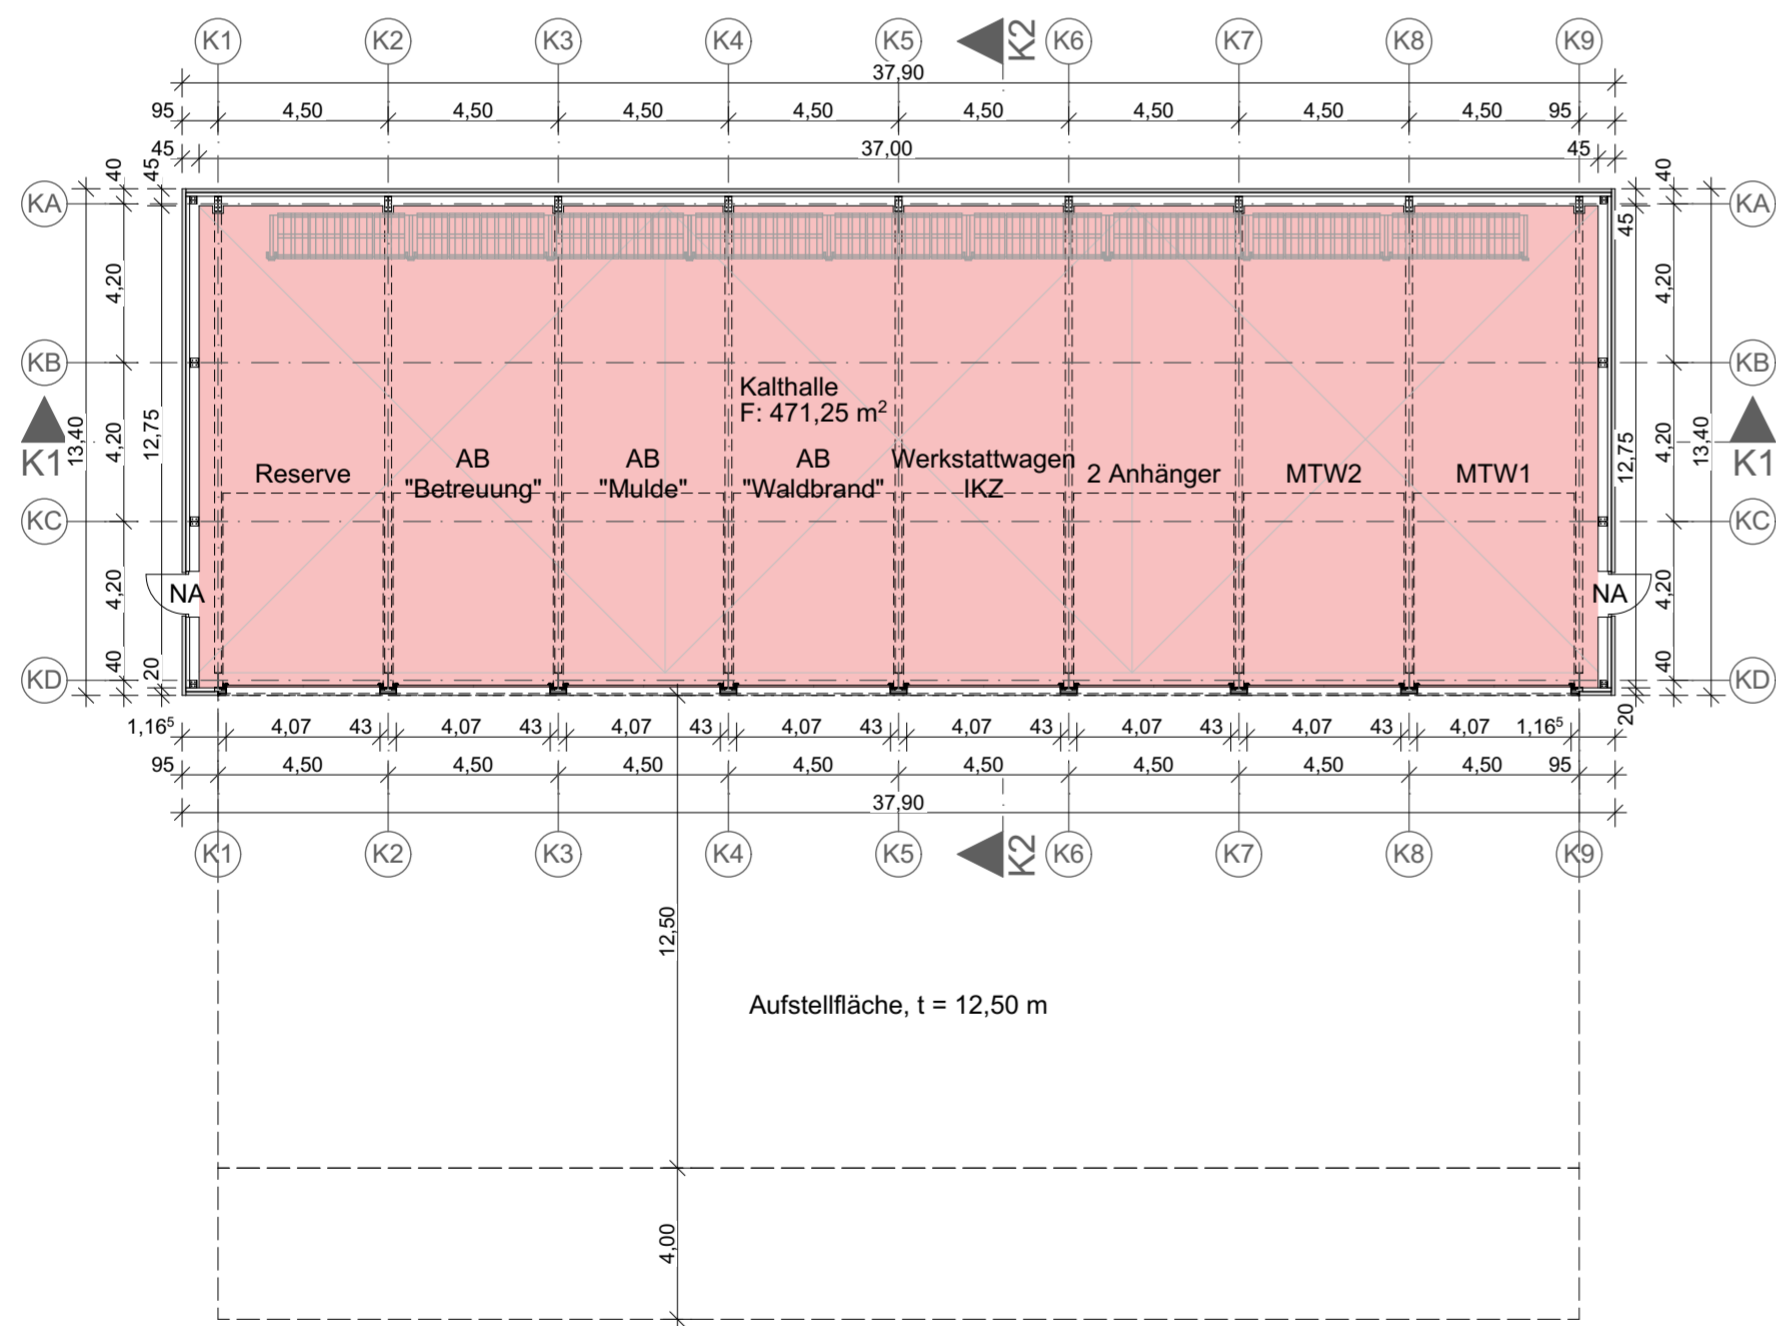 K1 K2 K3 K4 K5 K2 K6 K7 K8 K9
37,90
95 4,50 4,50 4,50 4,50 4,50 4,50 4,50 4,50 95
45 37,00 45
40 45 40
KA KA
45
4,20 4,20
KB KB
Kalthalle
F: 471,25 m²
K1 13,40 4,20 12,75 12,75 4,20 13,40 K1
Reserve
AB
"Betreuung"
AB
"Mulde"
AB
"Waldbrand"
Werkstattwagen
IKZ
2 Anhänger
MTW2
MTW1
KC KC
4,20 NA NA 4,20
KD 40 20 40 KD
20
1,16⁵ 4,07 43 4,07 43 4,07 43 4,07 43 4,07 43 4,07 43 4,07 43 4,07 1,16⁵
95 4,50 4,50 4,50 4,50 4,50 4,50 4,50 4,50 95
37,90
K1 K2 K3 K4 K5 K2 K6 K7 K8 K9
12,50
Aufstellfläche, t = 12,50 m
4,00